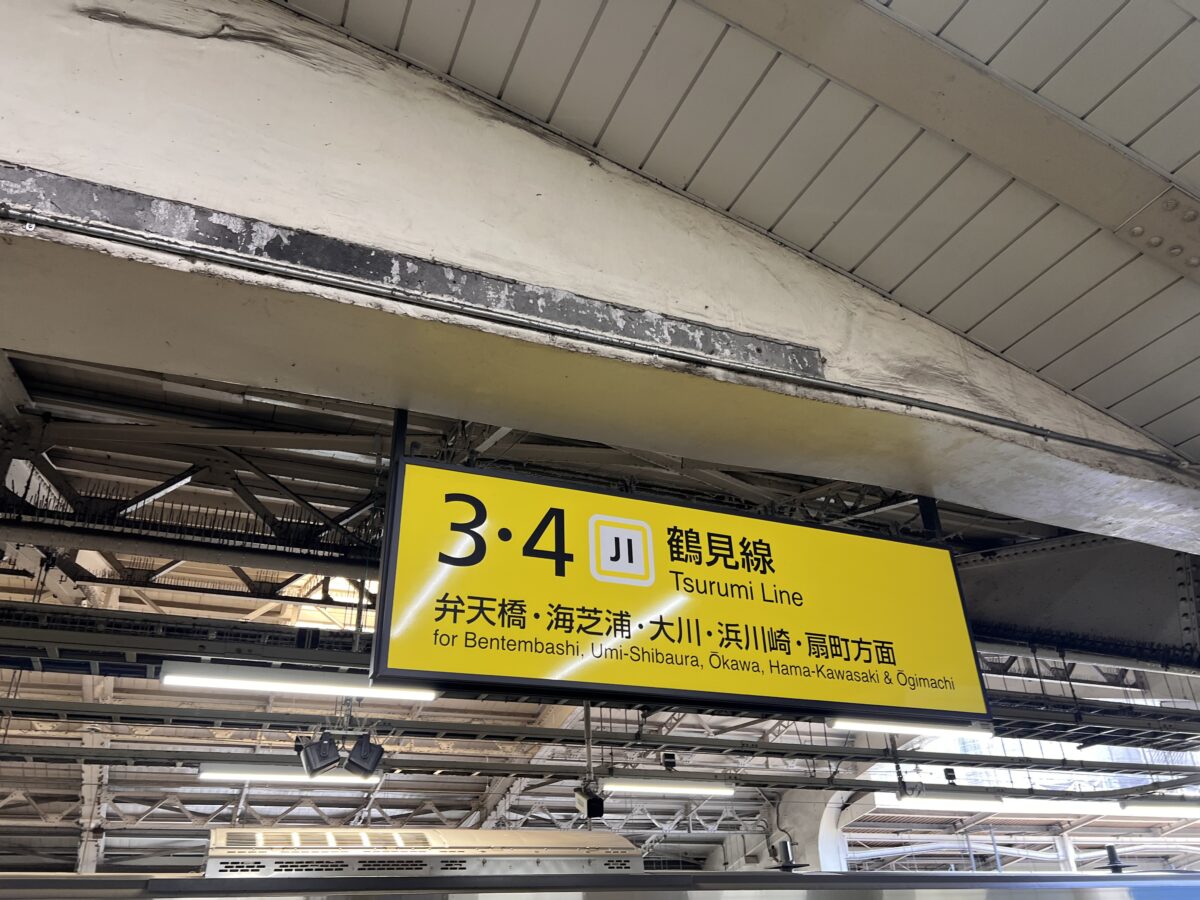 3・4 JI 鶴見線
Tsurumi Line
弁天橋・海芝浦・大川・浜川崎・扇町方面
for Bentembashi, Umi-Shibaura, Ōkawa, Hama-Kawasaki & Ōgimachi